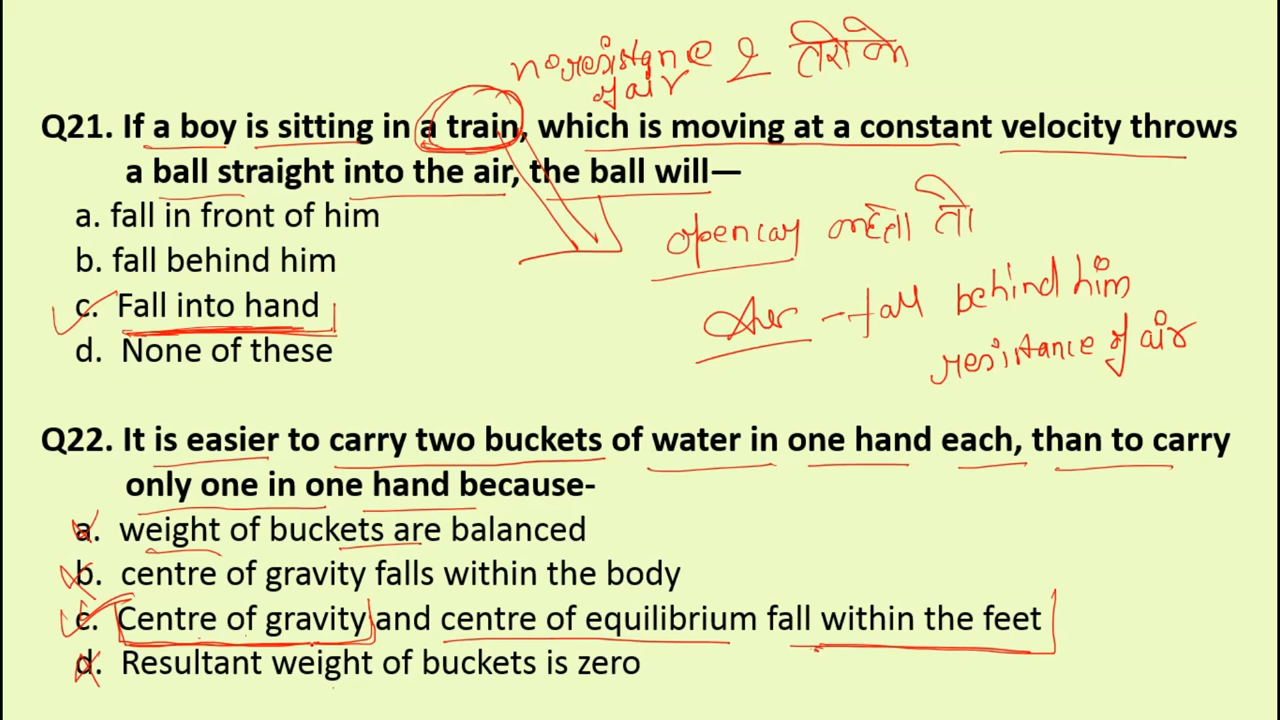 no resistance
of air
Q21. If a boy is sitting in a train, which is moving at a constant velocity throws
a ball straight into the air, the ball will—
a. fall in front of him
b. fall behind him
c. Fall into hand
d. None of these
opencar कहता तो
Ans - fall behind him
resistance of air
Q22. It is easier to carry two buckets of water in one hand each, than to carry
only one in one hand because-
a. weight of buckets are balanced
b. centre of gravity falls within the body
c. Centre of gravity and centre of equilibrium fall within the feet
d. Resultant weight of buckets is zero